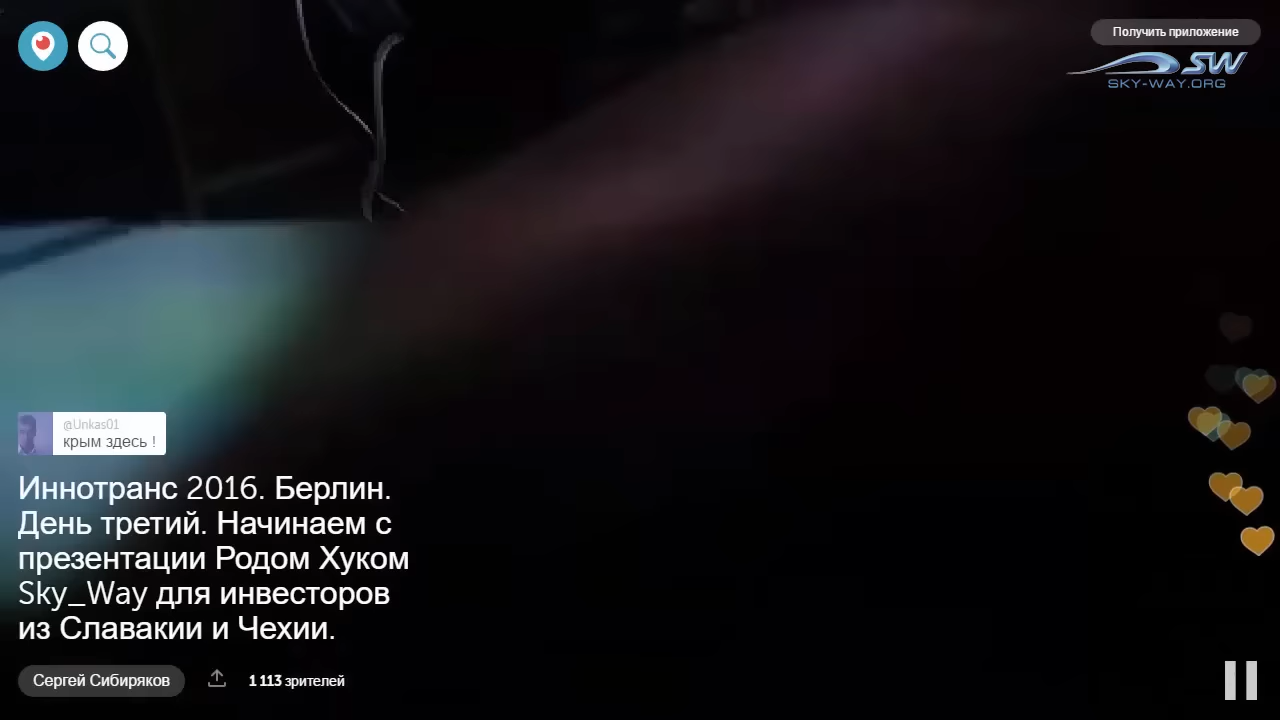 Получить приложение
SW
SKY-WAY.ORG
@Unkas01
крым здесь !
Иннотранс 2016. Берлин.
День третий. Начинаем с
презентации Родом Хуком
Sky_Way для инвесторов
из Славакии и Чехии.
Сергей Сибиряков
1 113 зрителей